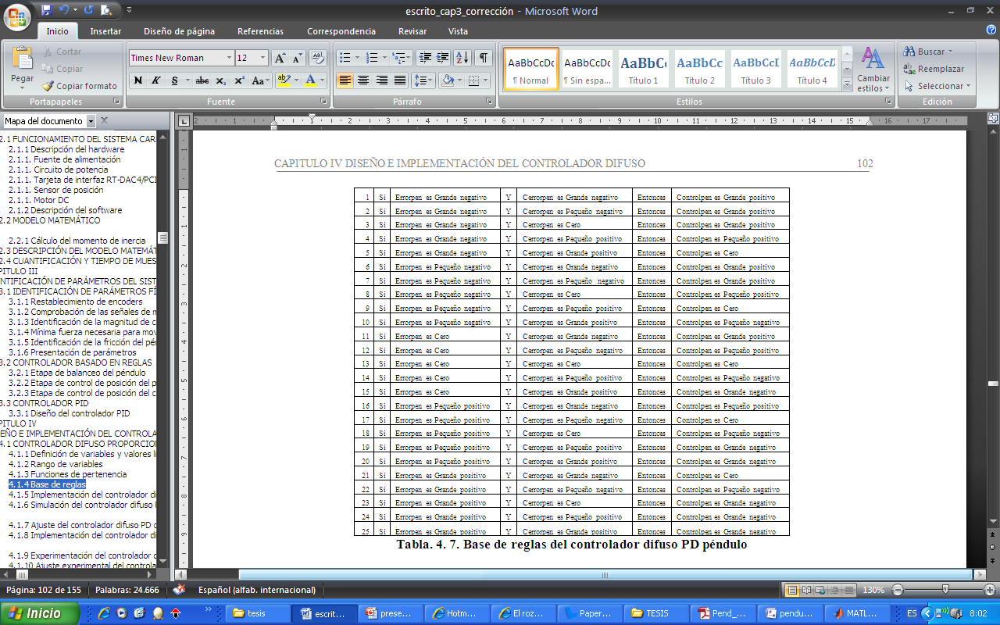 escrito_cap3_corrección - Microsoft Word
Inicio Insertar Diseño de página Referencias Correspondencia Revisar Vista
Pegar
Cortar
Copiar
Copiar formato
Portapapeles
Times New Roman 12
N K S abc x₂ x² Aa
Fuente
Párrafo
AaBbCcDc AaBbCcDc AaBbCc AaBbCc AaBbCcI AaBbCcD
¶ Normal ¶ Sin espa... Título 1 Título 2 Título 3 Título 4
Cambiar estilos
Estilos
Buscar
Reemplazar
Seleccionar
Edición
Mapa del documento
2.1 FUNCIONAMIENTO DEL SISTEMA CAR
2.1.1 Descripción del hardware
2.1.1. Fuente de alimentación
2.1.1. Circuito de potencia
2.1.1. Tarjeta de interfaz RT-DAC4/PCI
2.1.1. Sensor de posición
2.1.1. Motor DC
2.1.2 Descripción del software
2.2 MODELO MATEMÁTICO
2.2.1 Cálculo del momento de inercia
2.3 DESCRIPCIÓN DEL MODELO MATEMÁT
2.4 CUANTIFICACIÓN Y TIEMPO DE MUES
PITULO III
NTIFICACIÓN DE PARÁMETROS DEL SIST
3.1 IDENTIFICACIÓN DE PARÁMETROS FÍ
3.1.1 Restablecimiento de encoders
3.1.2 Comprobación de las señales de m
3.1.3 Identificación de la magnitud de c
3.1.4 Mínima fuerza necesaria para mov
3.1.5 Identificación de la fricción del pé
3.1.6 Presentación de parámetros
3.2 CONTROLADOR BASADO EN REGLAS
3.2.1 Etapa de balanceo del péndulo
3.2.2 Etapa de control de posición del p
3.2.3 Etapa de control de posición del c
3.3 CONTROLADOR PID
3.3.1 Diseño del controlador PID
PITULO IV
EÑO E IMPLEMENTACIÓN DEL CONTROLA
4.1 CONTROLADOR DIFUSO PROPORCION
4.1.1 Definición de variables y valores li
4.1.2 Rango de variables
4.1.3 Funciones de pertenencia
4.1.4 Base de reglas
4.1.5 Implementación del controlador di
4.1.6 Simulación del controlador difuso
4.1.7 Ajuste del controlador difuso PD
4.1.8 Implementación del controlador di
4.1.9 Experimentación del controlador
4.1.10 Ajuste experimental del controla
CAPITULO IV DISEÑO E IMPLEMENTACIÓN DEL CONTROLADOR DIFUSO 102
1 Si Errorpen es Grande negativo Y Cerrorpen es Grande negativo Entonces Controlpen es Grande positivo
2 Si Errorpen es Grande negativo Y Cerrorpen es Pequeño negativo Entonces Controlpen es Grande positivo
3 Si Errorpen es Grande negativo Y Cerrorpen es Cero Entonces Controlpen es Grande positivo
4 Si Errorpen es Grande negativo Y Cerrorpen es Pequeño positivo Entonces Controlpen es Pequeño positivo
5 Si Errorpen es Grande negativo Y Cerrorpen es Grande positivo Entonces Controlpen es Cero
6 Si Errorpen es Pequeño negativo Y Cerrorpen es Grande negativo Entonces Controlpen es Grande positivo
7 Si Errorpen es Pequeño negativo Y Cerrorpen es Pequeño negativo Entonces Controlpen es Grande positivo
8 Si Errorpen es Pequeño negativo Y Cerrorpen es Cero Entonces Controlpen es Pequeño positivo
9 Si Errorpen es Pequeño negativo Y Cerrorpen es Pequeño positivo Entonces Controlpen es Cero
10 Si Errorpen es Pequeño negativo Y Cerrorpen es Grande positivo Entonces Controlpen es Pequeño negativo
11 Si Errorpen es Cero Y Cerrorpen es Grande negativo Entonces Controlpen es Grande positivo
12 Si Errorpen es Cero Y Cerrorpen es Pequeño negativo Entonces Controlpen es Pequeño positivo
13 Si Errorpen es Cero Y Cerrorpen es Cero Entonces Controlpen es Cero
14 Si Errorpen es Cero Y Cerrorpen es Pequeño positivo Entonces Controlpen es Pequeño negativo
15 Si Errorpen es Cero Y Cerrorpen es Grande positivo Entonces Controlpen es Grande negativo
16 Si Errorpen es Pequeño positivo Y Cerrorpen es Grande negativo Entonces Controlpen es Pequeño positivo
17 Si Errorpen es Pequeño positivo Y Cerrorpen es Pequeño negativo Entonces Controlpen es Cero
18 Si Errorpen es Pequeño positivo Y Cerrorpen es Cero Entonces Controlpen es Pequeño negativo
19 Si Errorpen es Pequeño positivo Y Cerrorpen es Pequeño positivo Entonces Controlpen es Grande negativo
20 Si Errorpen es Pequeño positivo Y Cerrorpen es Grande positivo Entonces Controlpen es Grande negativo
21 Si Errorpen es Grande positivo Y Cerrorpen es Grande negativo Entonces Controlpen es Cero
22 Si Errorpen es Grande positivo Y Cerrorpen es Pequeño negativo Entonces Controlpen es Pequeño negativo
23 Si Errorpen es Grande positivo Y Cerrorpen es Cero Entonces Controlpen es Grande negativo
24 Si Errorpen es Grande positivo Y Cerrorpen es Pequeño positivo Entonces Controlpen es Grande negativo
25 Si Errorpen es Grande positivo Y Cerrorpen es Grande positivo Entonces Controlpen es Grande negativo
Tabla. 4. 7. Base de reglas del controlador difuso PD péndulo
Página: 102 de 155 Palabras: 24.666 Español (alfab. internacional) 130%
Inicio tesis escrit... prese... Hotm... El roz... Paper... TESIS Pend_... pendu... MATL... ES 8:02